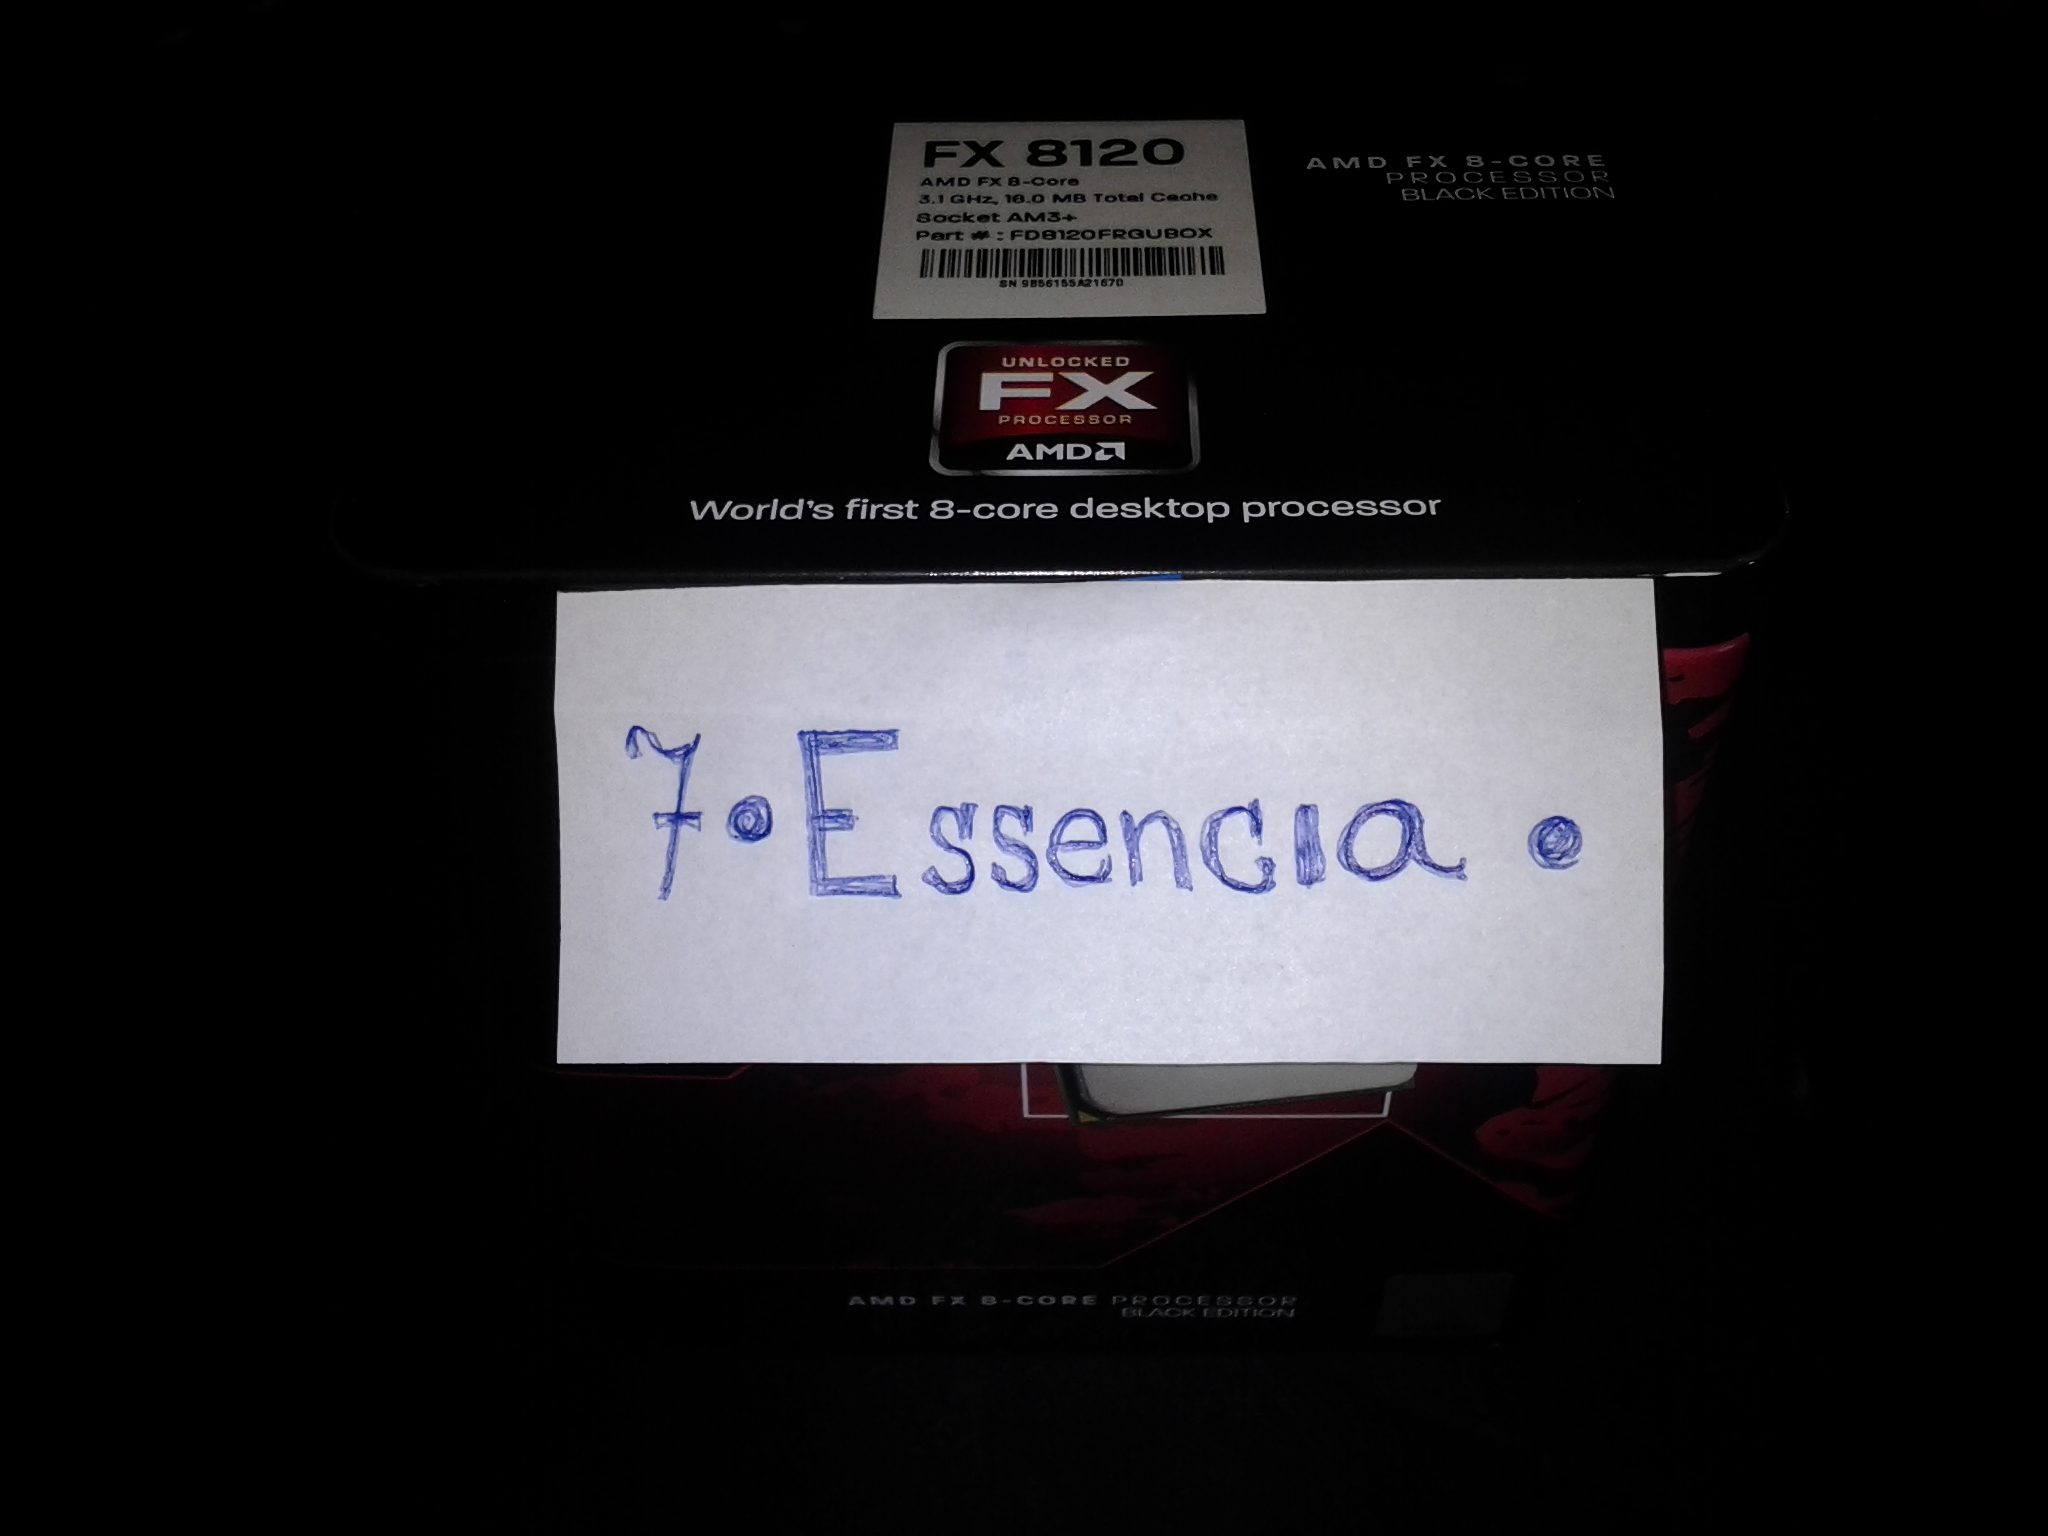 FX 8120
AMD FX 8-Core
3.1 GHz, 16.0 MB Total Cache
Socket AM3+
Part # : FD8120FRGUBOX
SN 9B56155A21670
AMD FX 8-CORE
PROCESSOR
BLACK EDITION
UNLOCKED
FX
PROCESSOR
AMD
World's first 8-core desktop processor
7•Essencia •
AMD FX 8-CORE PROCESSOR
BLACK EDITION